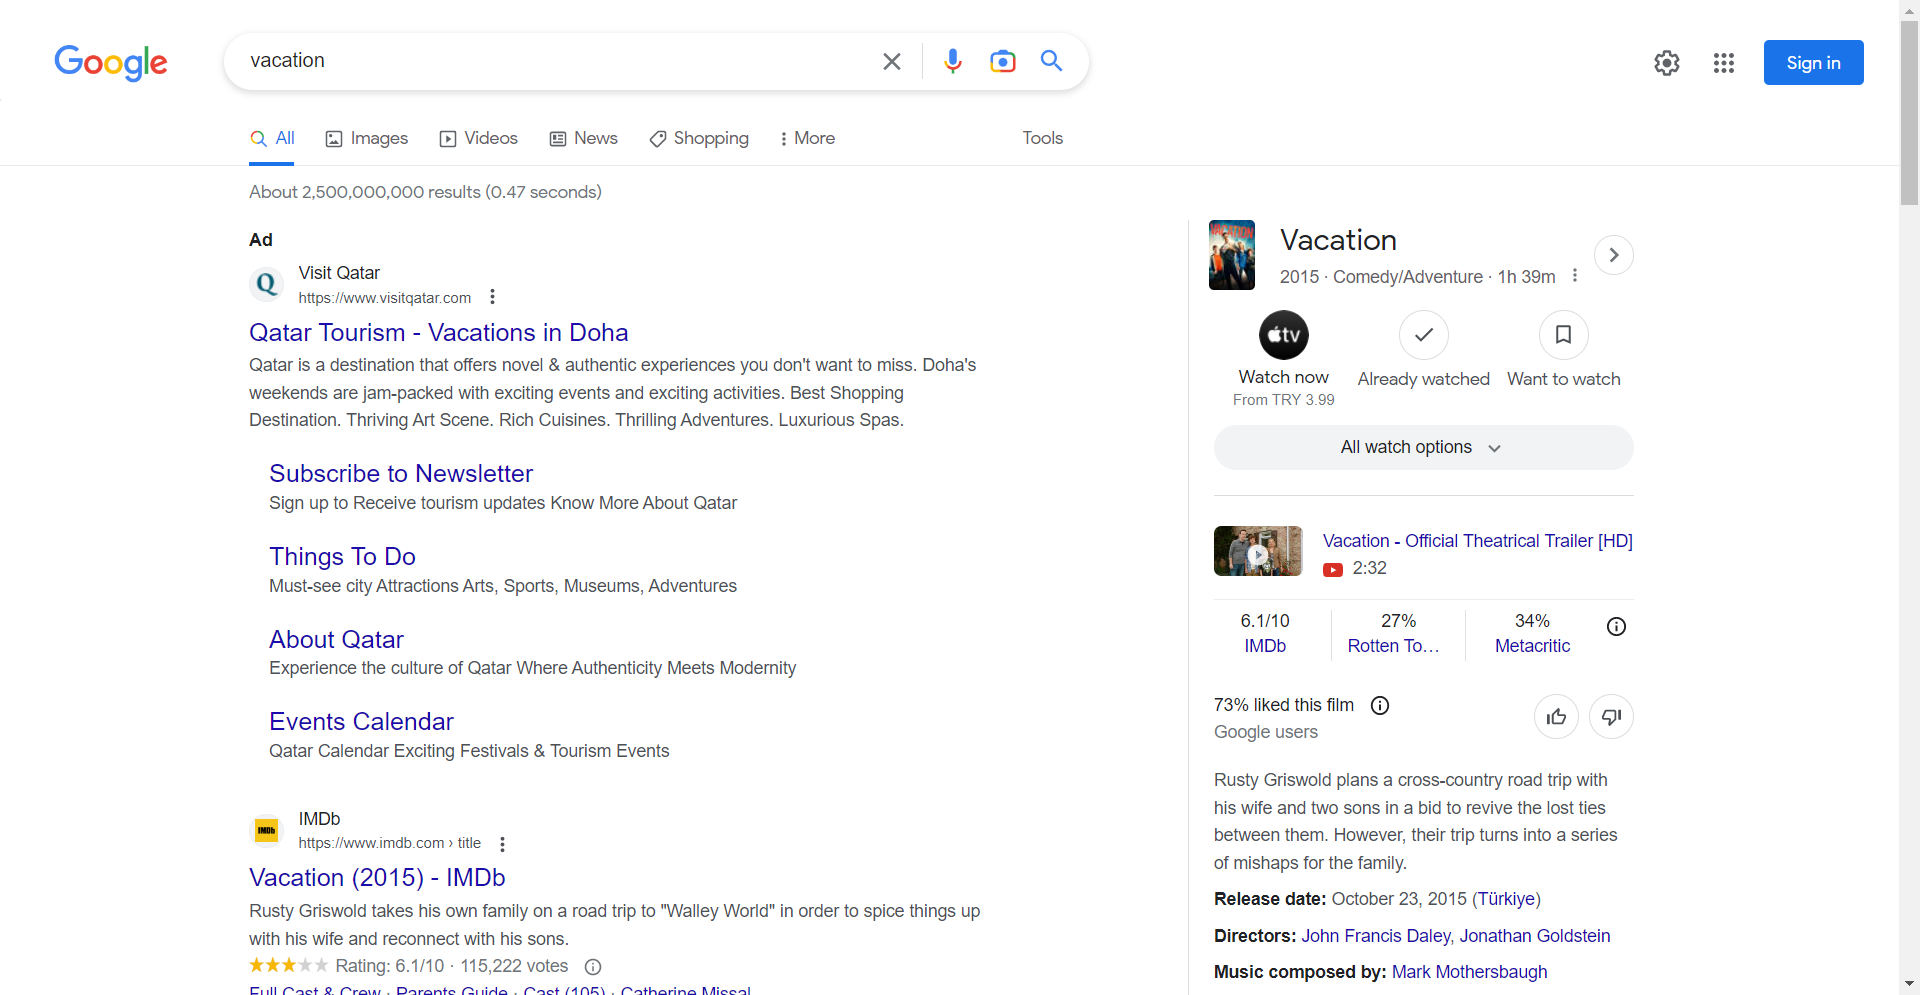 Google
vacation
Sign in
All
Images
Videos
News
Shopping
More
Tools
About 2,500,000,000 results (0.47 seconds)
Ad
Visit Qatar
https://www.visitqatar.com
Qatar Tourism - Vacations in Doha
Qatar is a destination that offers novel & authentic experiences you don't want to miss. Doha's
weekends are jam-packed with exciting events and exciting activities. Best Shopping
Destination. Thriving Art Scene. Rich Cuisines. Thrilling Adventures. Luxurious Spas.
Subscribe to Newsletter
Sign up to Receive tourism updates Know More About Qatar
Things To Do
Must-see city Attractions Arts, Sports, Museums, Adventures
About Qatar
Experience the culture of Qatar Where Authenticity Meets Modernity
Events Calendar
Qatar Calendar Exciting Festivals & Tourism Events
IMDb
IMDb
https://www.imdb.com › title
Vacation (2015) - IMDb
Rusty Griswold takes his own family on a road trip to "Walley World" in order to spice things up
with his wife and reconnect with his sons.
Rating: 6.1/10 · 115,222 votes
Full Cast & Crew · Parents Guide · Cast (105) · Catherine Missal
VACATION
Vacation
2015 · Comedy/Adventure · 1h 39m
tv
Watch now
From TRY 3.99
Already watched
Want to watch
All watch options
Vacation - Official Theatrical Trailer [HD]
2:32
6.1/10
IMDb
27%
Rotten To…
34%
Metacritic
73% liked this film
Google users
Rusty Griswold plans a cross-country road trip with
his wife and two sons in a bid to revive the lost ties
between them. However, their trip turns into a series
of mishaps for the family.
Release date: October 23, 2015 (Türkiye)
Directors: John Francis Daley, Jonathan Goldstein
Music composed by: Mark Mothersbaugh